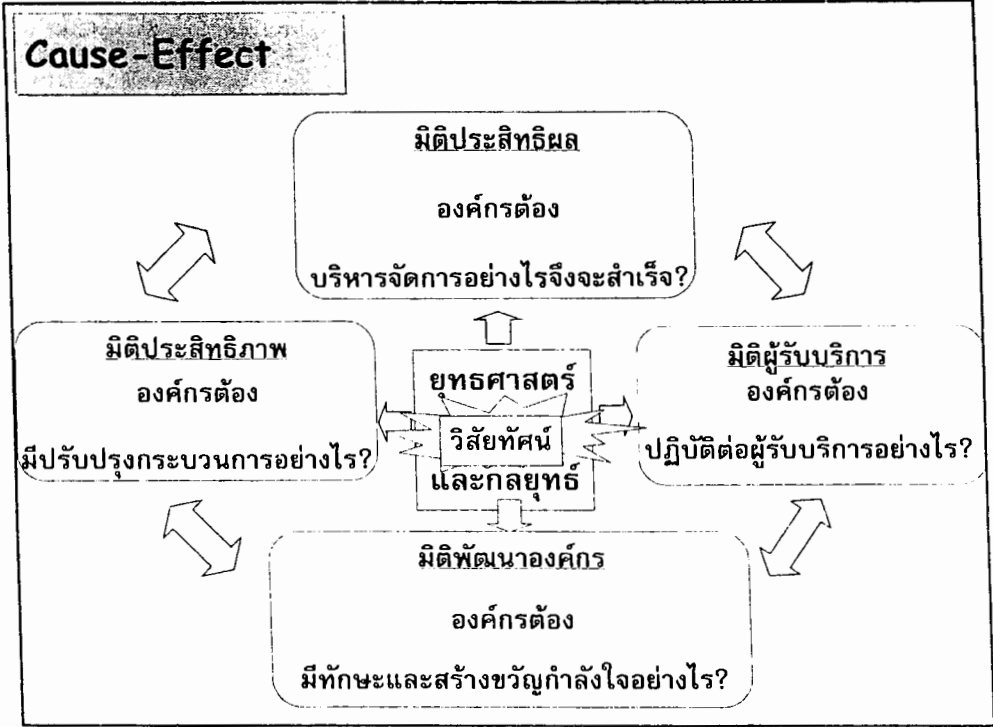 Cause-Effect
มิติประสิทธิผล
องค์กรต้อง
บริหารจัดการอย่างไรจึงจะสำเร็จ?
มิติประสิทธิภาพ
องค์กรต้อง
มีปรับปรุงกระบวนการอย่างไร?
ยุทธศาสตร์
วิสัยทัศน์
และกลยุทธ์
มิติผู้รับบริการ
องค์กรต้อง
ปฏิบัติต่อผู้รับบริการอย่างไร?
มิติพัฒนาองค์กร
องค์กรต้อง
มีทักษะและสร้างขวัญกำลังใจอย่างไร?